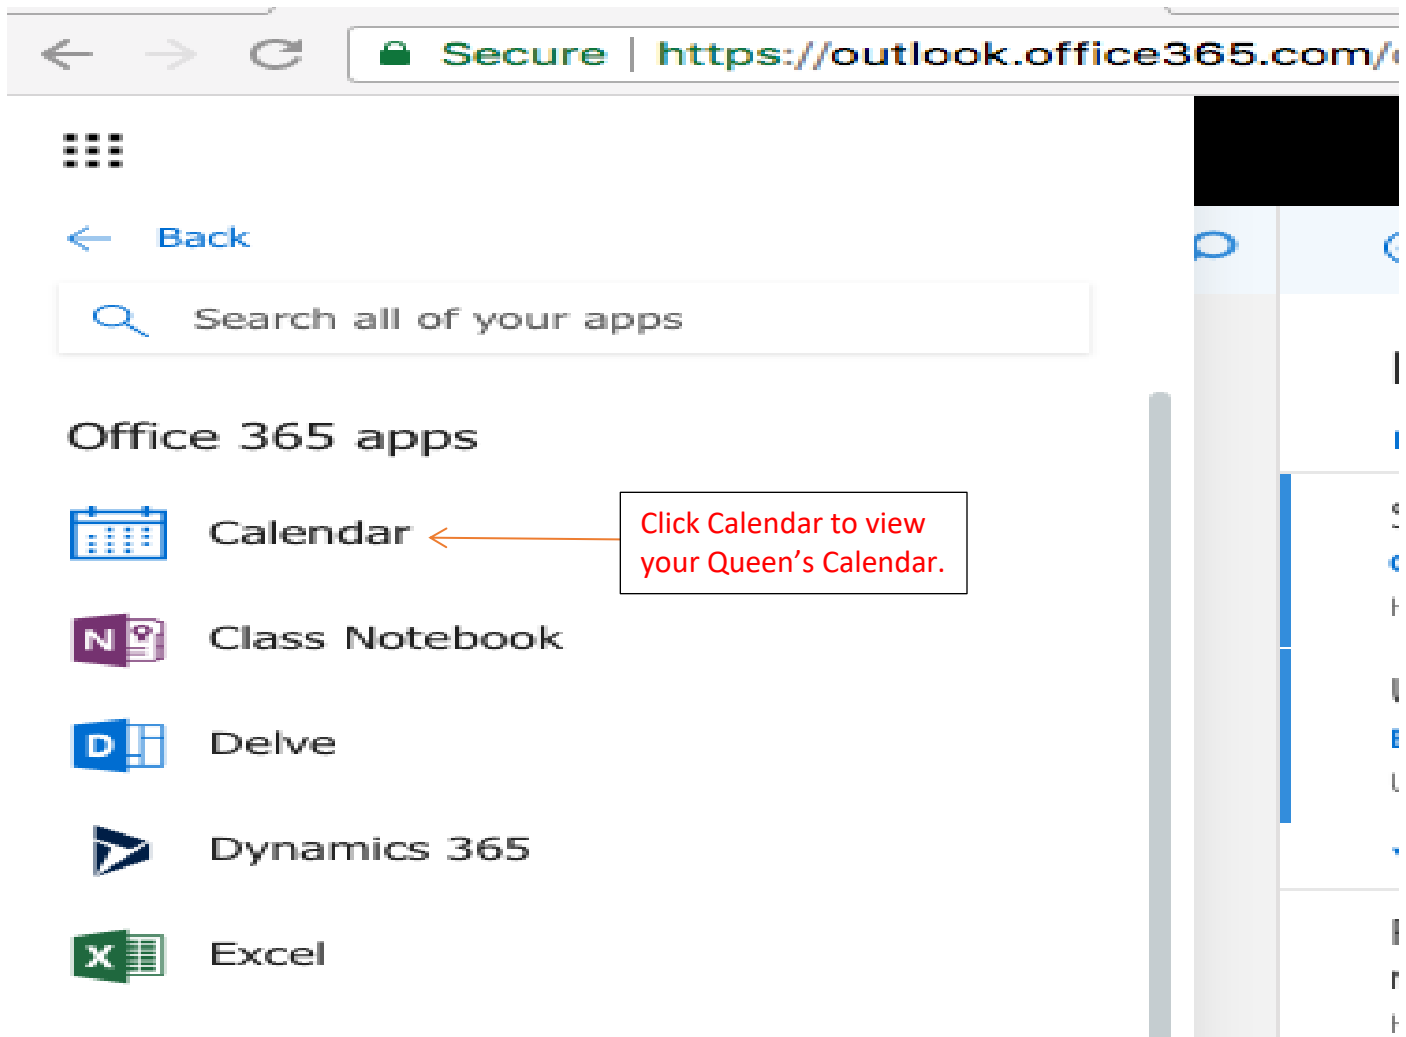 Secure | https://outlook.office365.com/
Back
Search all of your apps
Office 365 apps
Calendar
Click Calendar to view
your Queen’s Calendar.
N
Class Notebook
D
Delve
Dynamics 365
X
Excel